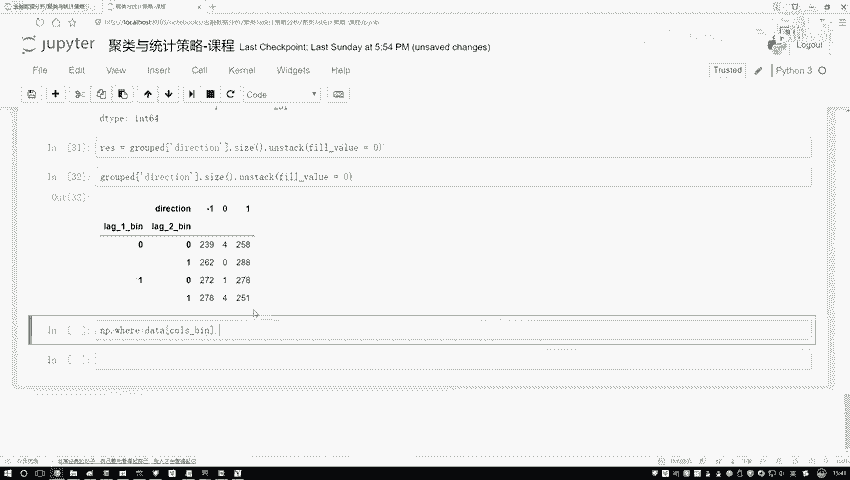 jupyter 聚类与统计策略-课程 Last Checkpoint: Last Sunday at 5:54 PM (unsaved changes)
Logout
File Edit View Insert Cell Kernel Widgets Help
Trusted
Python 3
Code
dtype: int64
In [31]: res = grouped['direction'].size().unstack(fill_value = 0)
In [32]: grouped['direction'].size().unstack(fill_value = 0)
Out[32]:
direction -1 0 1
lag_1_bin lag_2_bin
0 0 239 4 258
1 262 0 288
1 0 272 1 278
1 278 4 251
In [ ]: np.where data[cols_bin]
In [ ]: